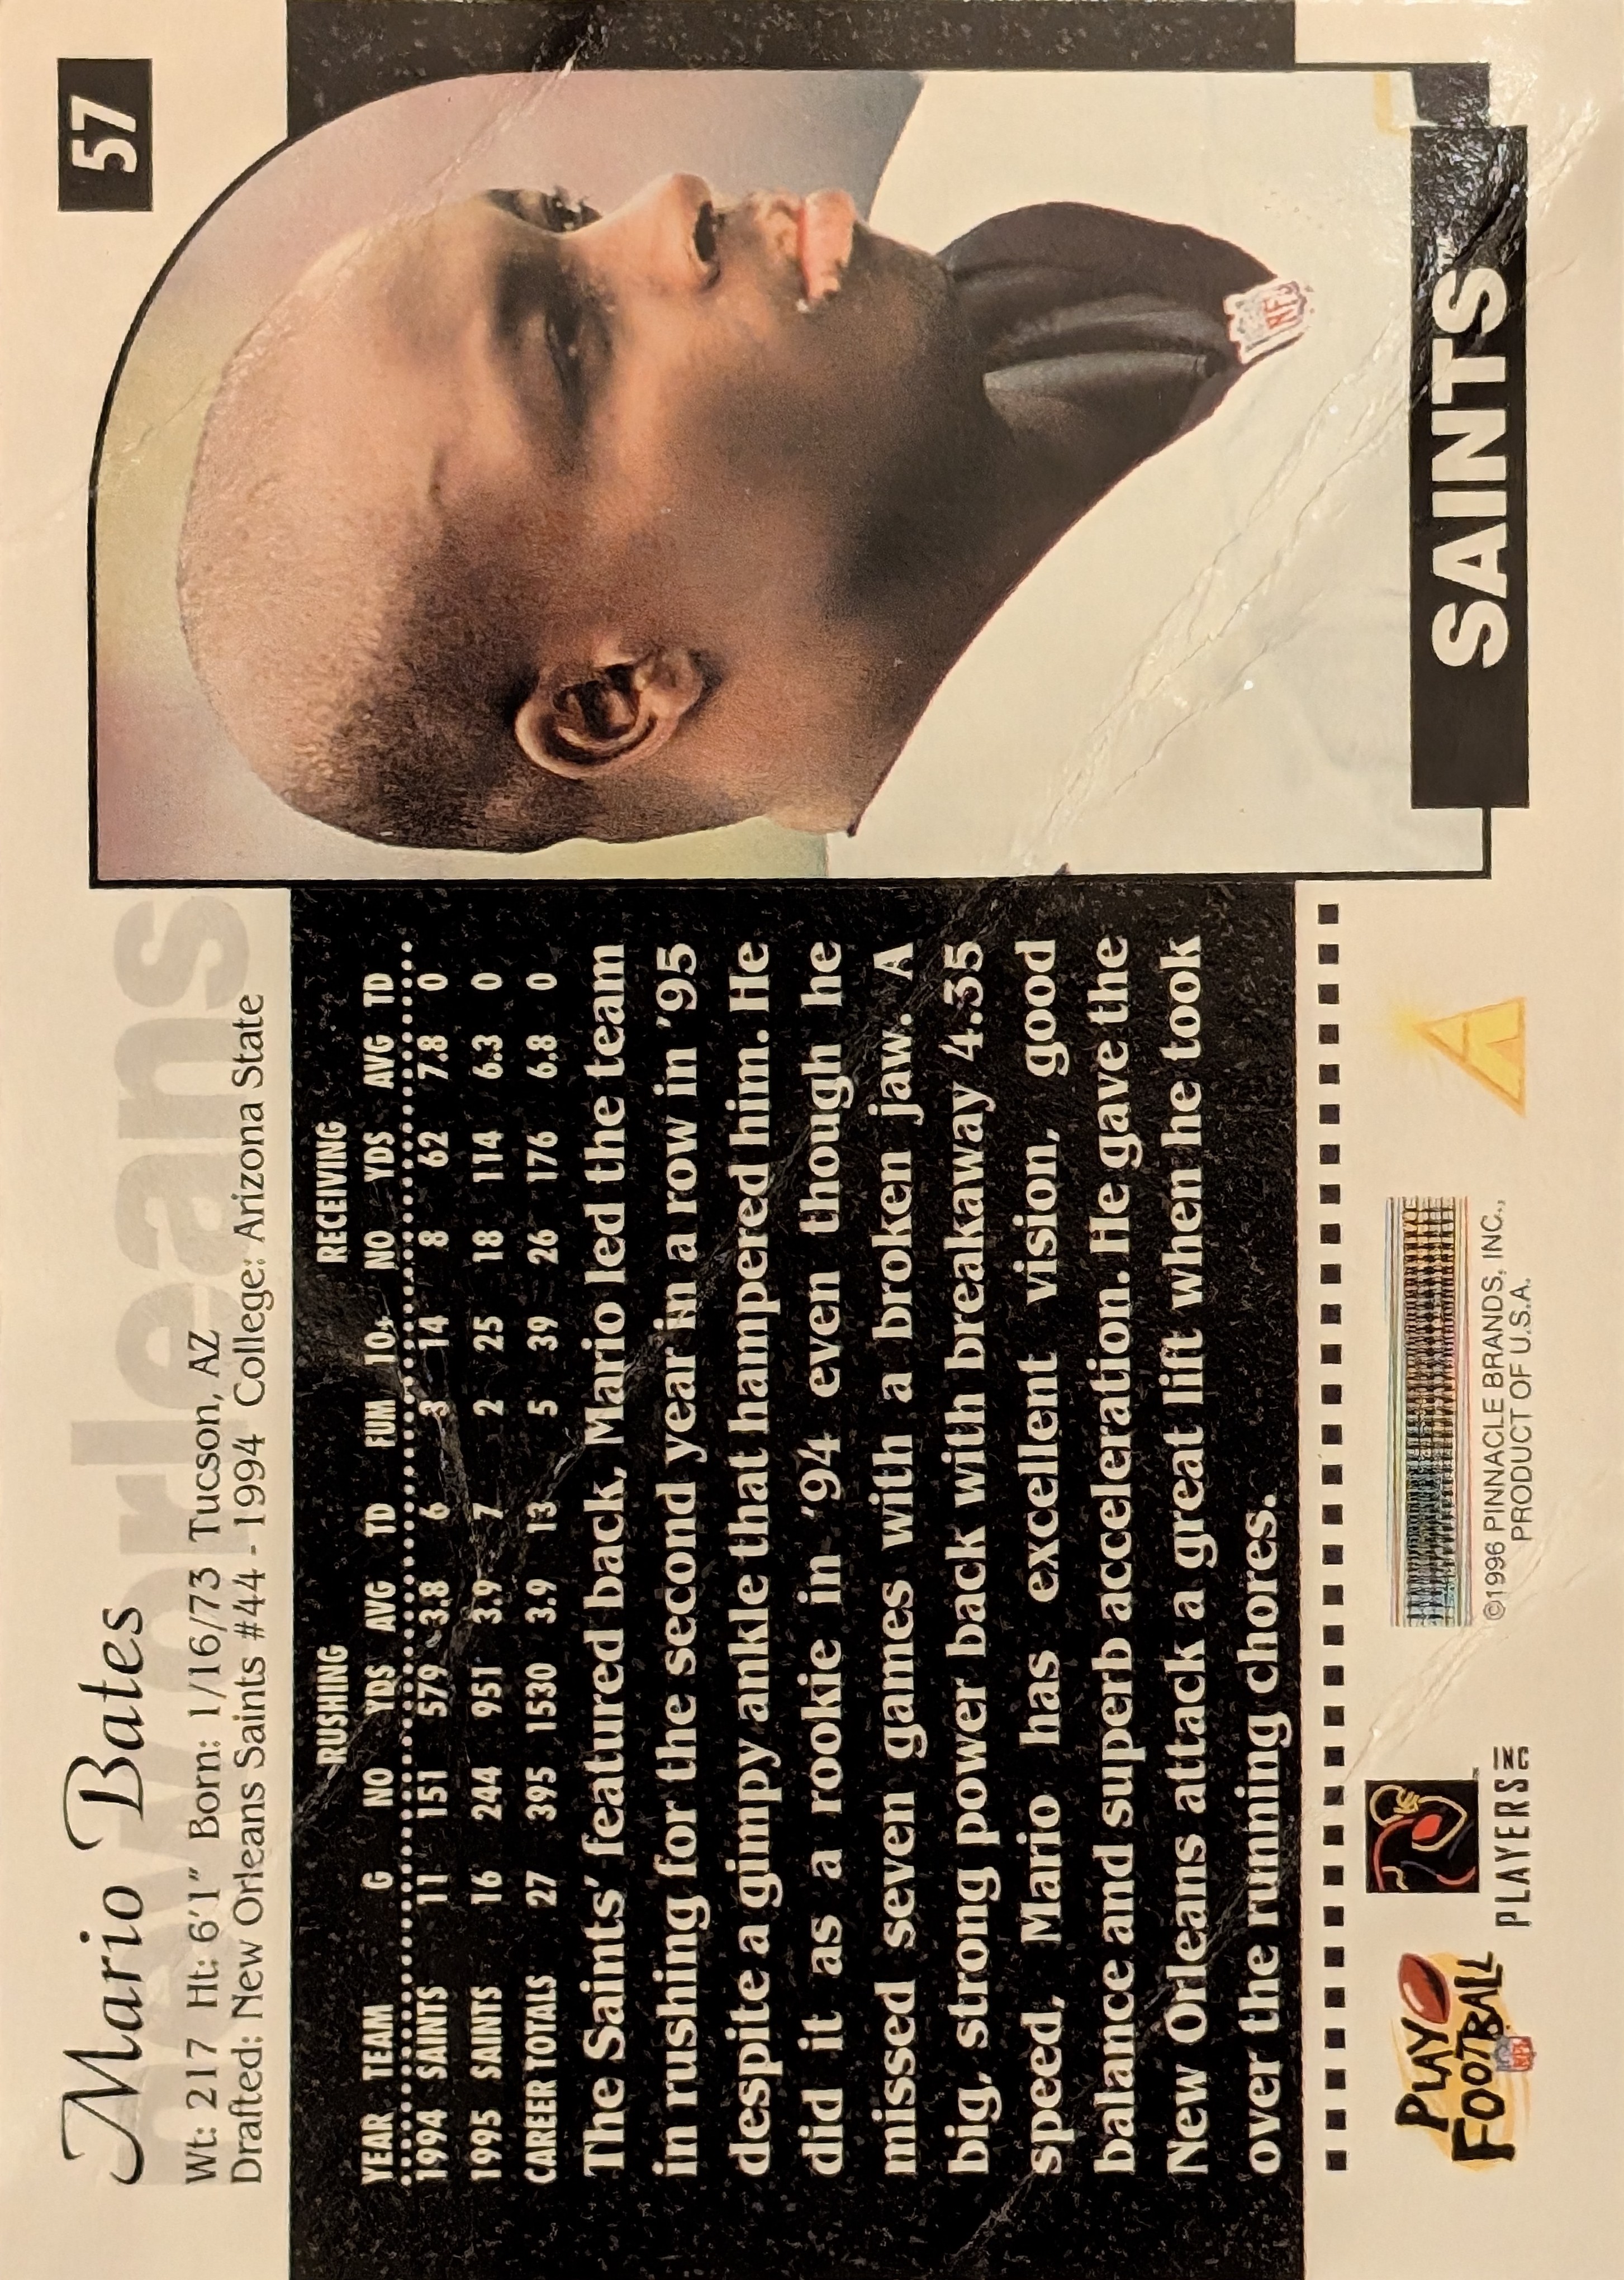 57
new orleans
Mario Bates
Wt: 217 Ht: 6'1" Born: 1/16/73 Tucson, AZ
Drafted: New Orleans Saints #44 - 1994 College: Arizona State
RUSHING RECEIVING
YEAR TEAM G NO YDS AVG TD FUM 10+ NO YDS AVG TD
1994 SAINTS 11 151 579 3.8 6 3 14 8 62 7.8 0
1995 SAINTS 16 244 951 3.9 7 2 25 18 114 6.3 0
CAREER TOTALS 27 395 1530 3.9 13 5 39 26 176 6.8 0
The Saints' featured back, Mario led the team
in rushing for the second year in a row in '95
despite a gimpy ankle that hampered him. He
did it as a rookie in '94 even though he
missed seven games with a broken jaw. A
big, strong power back with breakaway 4.35
speed, Mario has excellent vision, good
balance and superb acceleration. He gave the
New Orleans attack a great lift when he took
over the running chores.
NFL
SAINTS
PLAY
FOOTBALL
NFL
PLAYERS INC
©1996 PINNACLE BRANDS, INC.,
PRODUCT OF U.S.A.